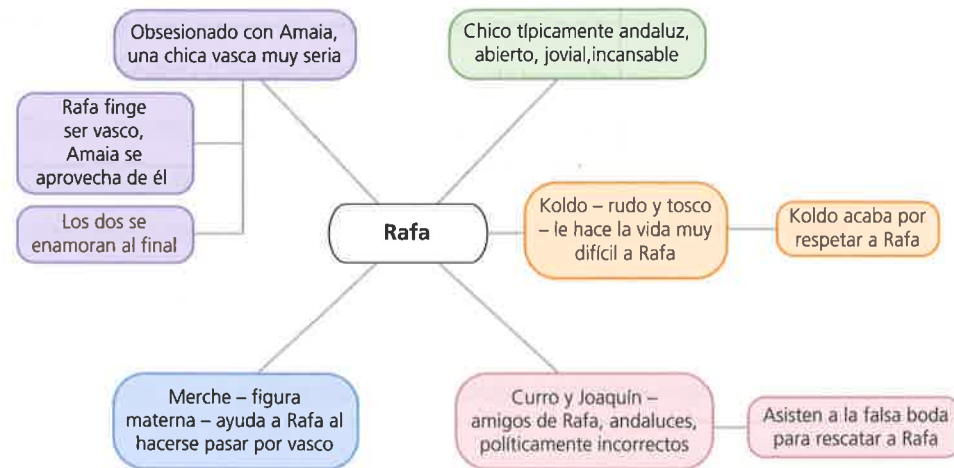 Obsesionado con Amaia,
una chica vasca muy seria
Chico típicamente andaluz,
abierto, jovial,incansable
Rafa finge
ser vasco,
Amaia se
aprovecha de él
Los dos se
enamoran al final
Rafa
Koldo – rudo y tosco
– le hace la vida muy
difícil a Rafa
Koldo acaba por
respetar a Rafa
Merche – figura
materna – ayuda a Rafa al
hacerse pasar por vasco
Curro y Joaquín –
amigos de Rafa, andaluces,
políticamente incorrectos
Asisten a la falsa boda
para rescatar a Rafa